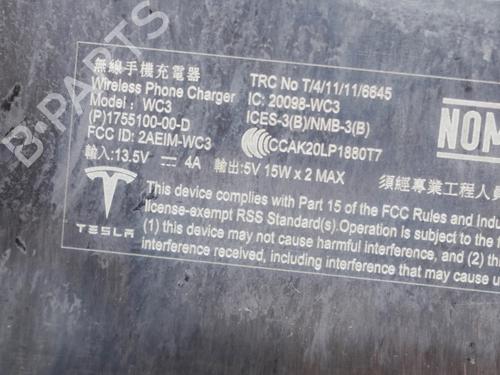 無線手機充電器
Wireless Phone Charger
Model: WC3
(P)1755100-00-D
FCC ID: 2AEIM-WC3
輸入: 13.5V ⎓ 4A 輸出: 5V 15W x 2 MAX
TRC No T/4/11/11/6645
IC: 20098-WC3
ICES-3(B)/NMB-3(B)
CCAK20LP1880T7
NOM
須經專業工程人員
TESLA
This device complies with Part 15 of the FCC Rules and Indu
license-exempt RSS Standard(s).Operation is subject to the f
(1) this device may not cause harmful interference, and (2) th
interference received, including interference that may cause u
B-PARTS